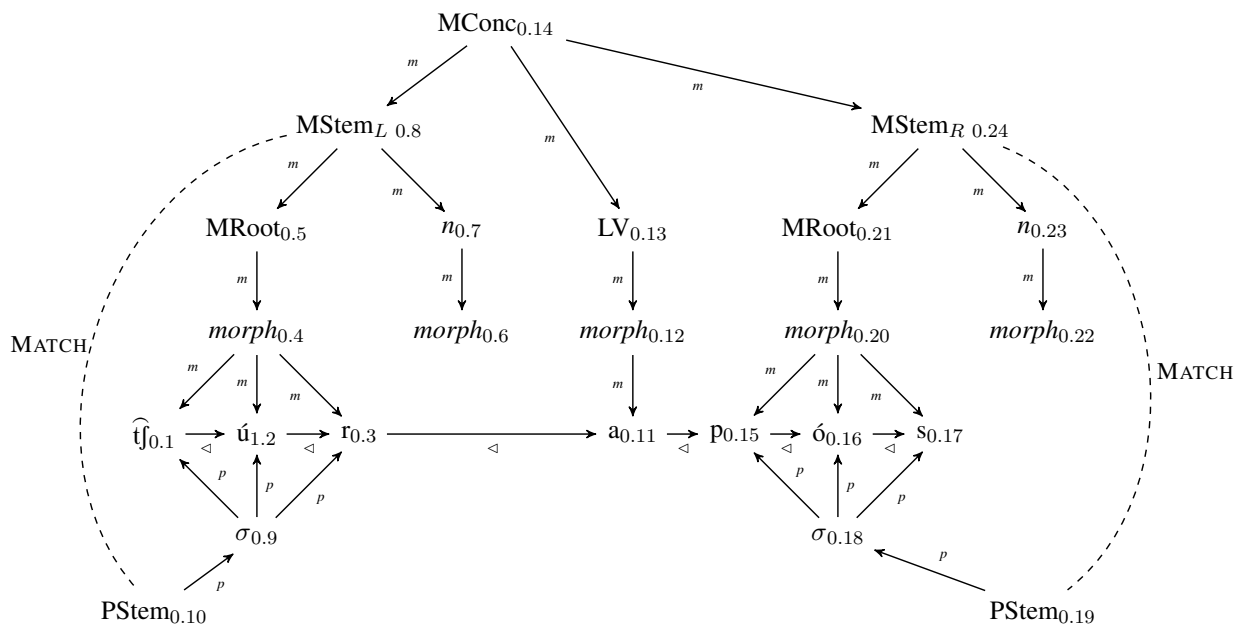 MConc0.14
m m m
MStemL 0.8 MStemR 0.24
m m m m
MRoot0.5 n0.7 LV0.13 MRoot0.21 n0.23
m m m m m
morph0.4 morph0.6 morph0.12 morph0.20 morph0.22
MATCH MATCH
m m m m m m m
t͡ʃ0.1 ú1.2 r0.3 a0.11 p0.15 ó0.16 s0.17
◁ ◁ ◁ ◁ ◁ ◁
p p p p p p
σ0.9 σ0.18
p p
PStem0.10 PStem0.19